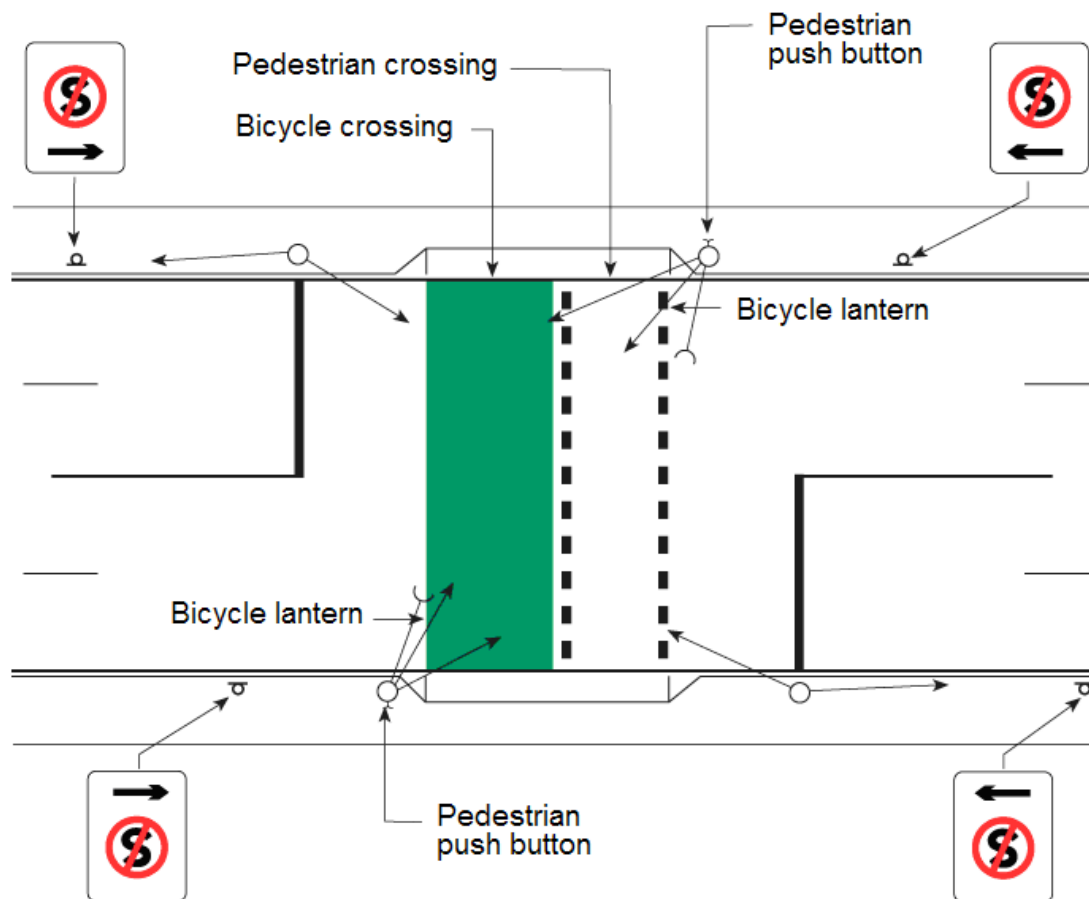 Pedestrian
push button
S
S
Pedestrian crossing
Bicycle crossing
Bicycle lantern
Bicycle lantern
Pedestrian
push button
S
S